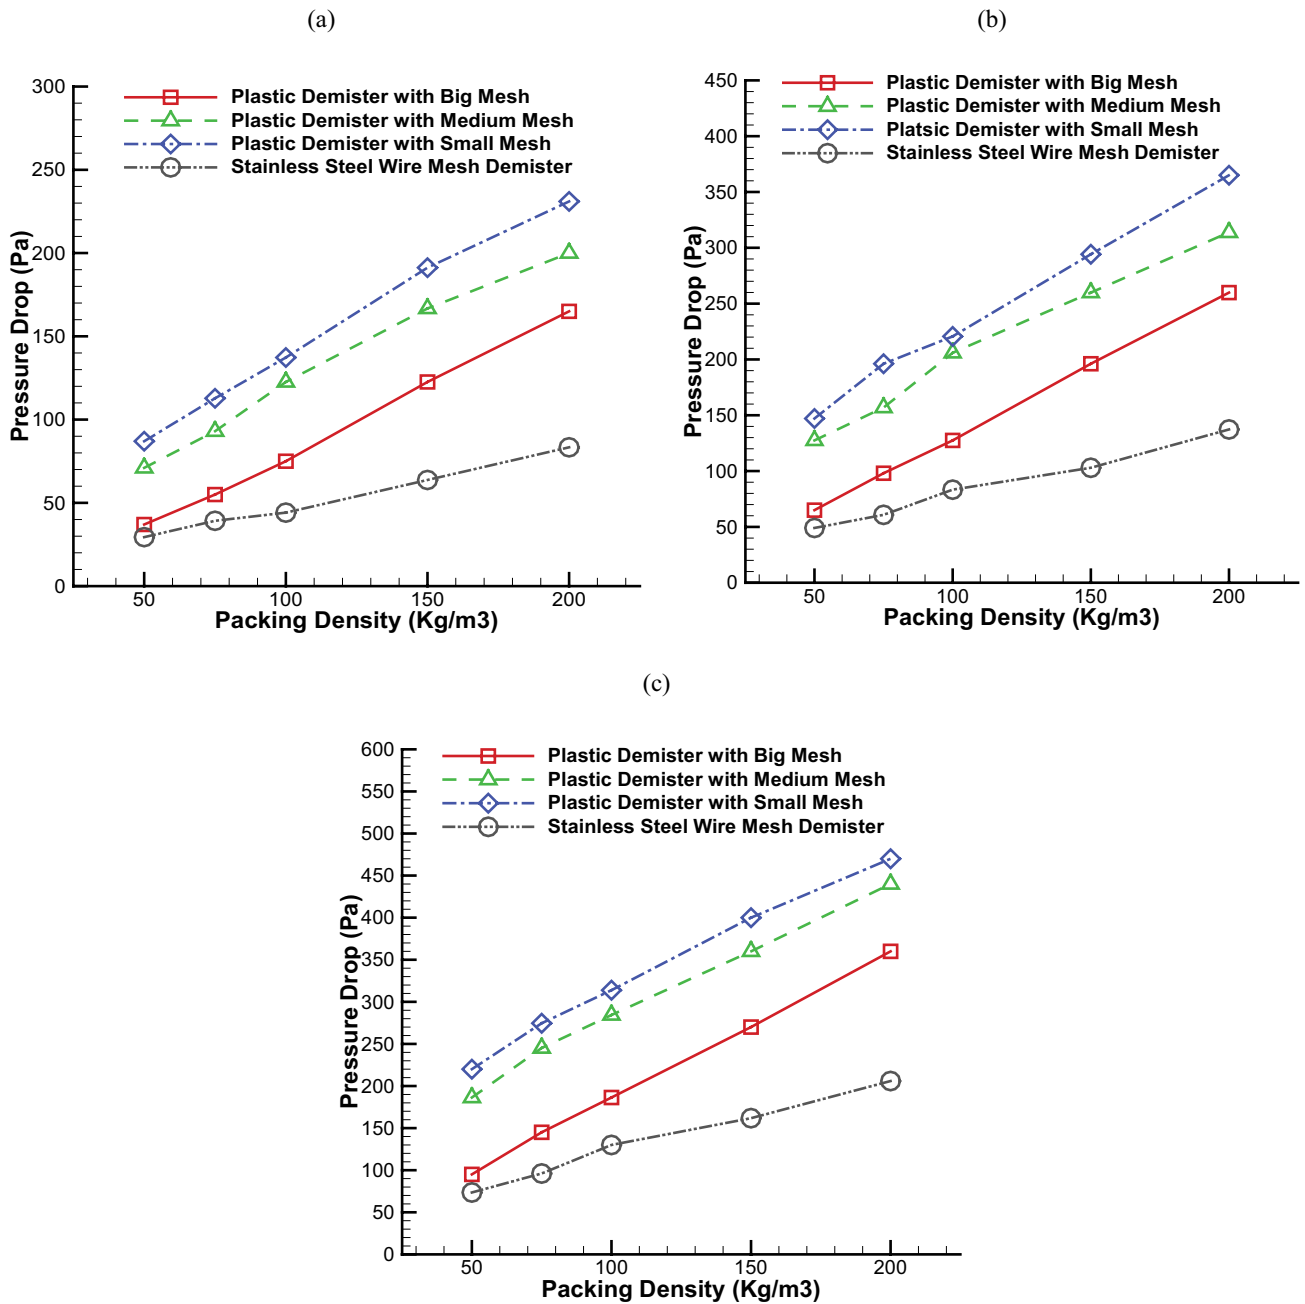 (a)
300
250
200
150
100
50
0
Pressure Drop (Pa)
Plastic Demister with Big Mesh
Plastic Demister with Medium Mesh
Plastic Demister with Small Mesh
Stainless Steel Wire Mesh Demister
50 100 150 200
Packing Density (Kg/m3)
(b)
450
400
350
300
250
200
150
100
50
0
Pressure Drop (Pa)
Plastic Demister with Big Mesh
Plastic Demister with Medium Mesh
Platsic Demister with Small Mesh
Stainless Steel Wire Mesh Demister
50 100 150 200
Packing Density (Kg/m3)
(c)
600
550
500
450
400
350
300
250
200
150
100
50
0
Pressure Drop (Pa)
Plastic Demister with Big Mesh
Plastic Demister with Medium Mesh
Plastic Demister with Small Mesh
Stainless Steel Wire Mesh Demister
50 100 150 200
Packing Density (Kg/m3)